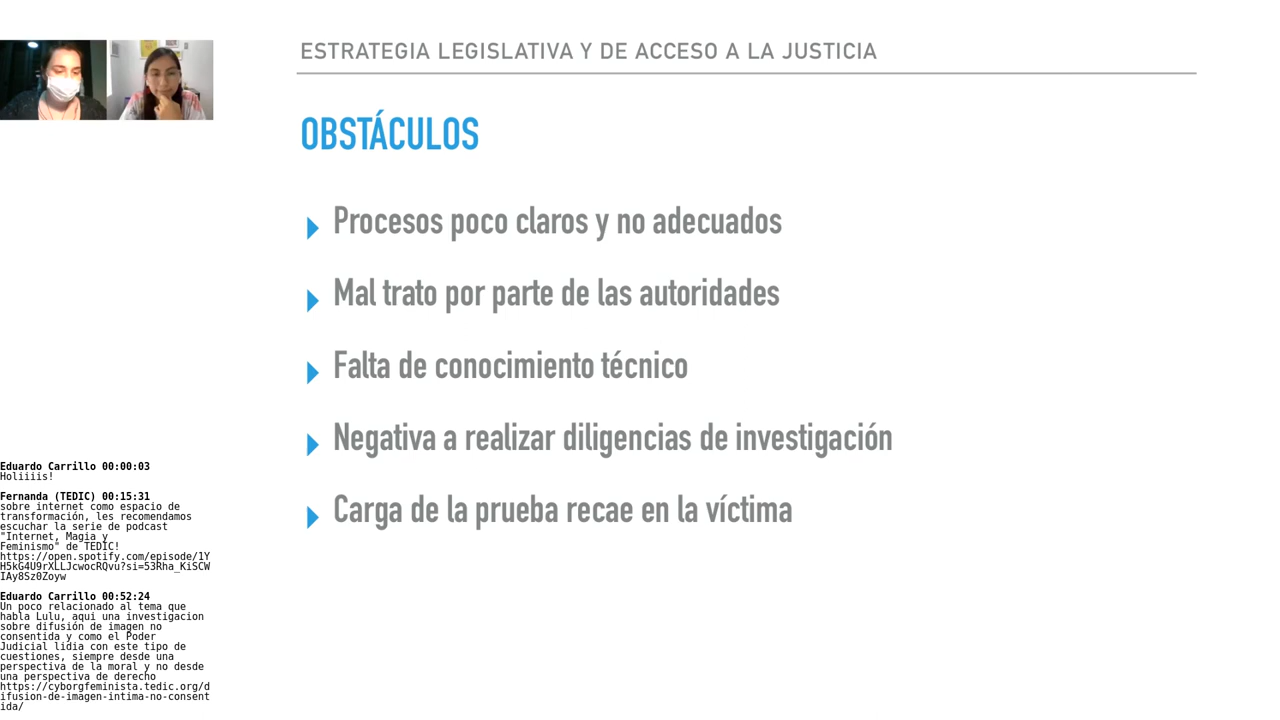 ESTRATEGIA LEGISLATIVA Y DE ACCESO A LA JUSTICIA
OBSTÁCULOS
Procesos poco claros y no adecuados
Mal trato por parte de las autoridades
Falta de conocimiento técnico
Negativa a realizar diligencias de investigación
Carga de la prueba recae en la víctima
Eduardo Carrillo 00:00:03
Holiiiis!
Fernanda (TEDIC) 00:15:31
sobre internet como espacio de
transformación, les recomendamos
escuchar la serie de podcast
"Internet, Magia y
Feminismo" de TEDIC!
https://open.spotify.com/episode/1Y
H5kG4U9rXLLJcwocRQvu?si=53Rha_KiSCW
IAy8Sz0Zoyw
Eduardo Carrillo 00:52:24
Un poco relacionado al tema que
habla Lulu, aqui una investigacion
sobre difusión de imagen no
consentida y como el Poder
Judicial lidia con este tipo de
cuestiones, siempre desde una
perspectiva de la moral y no desde
una perspectiva de derecho
https://cyborgfeminista.tedic.org/d
ifusion-de-imagen-intima-no-consent
ida/